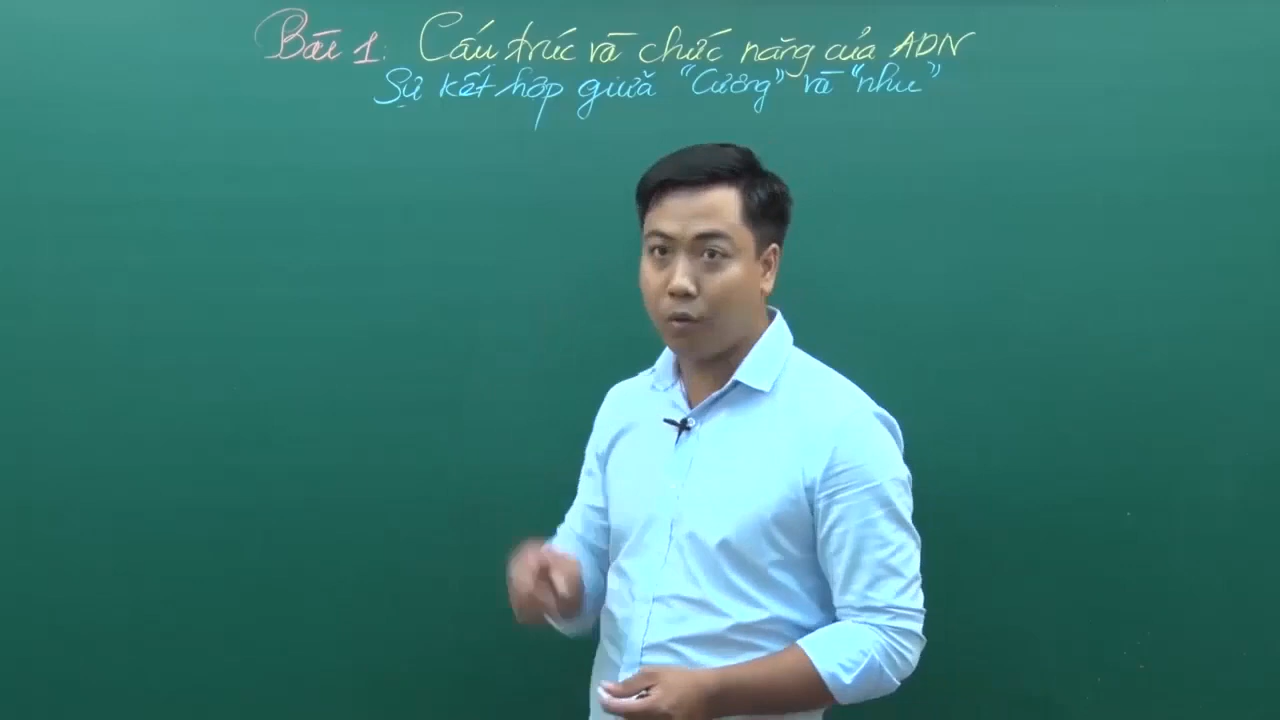 Bài 1: Cấu trúc và chức năng của ADN
Sự kết hợp giữa "Cương" và "nhu"